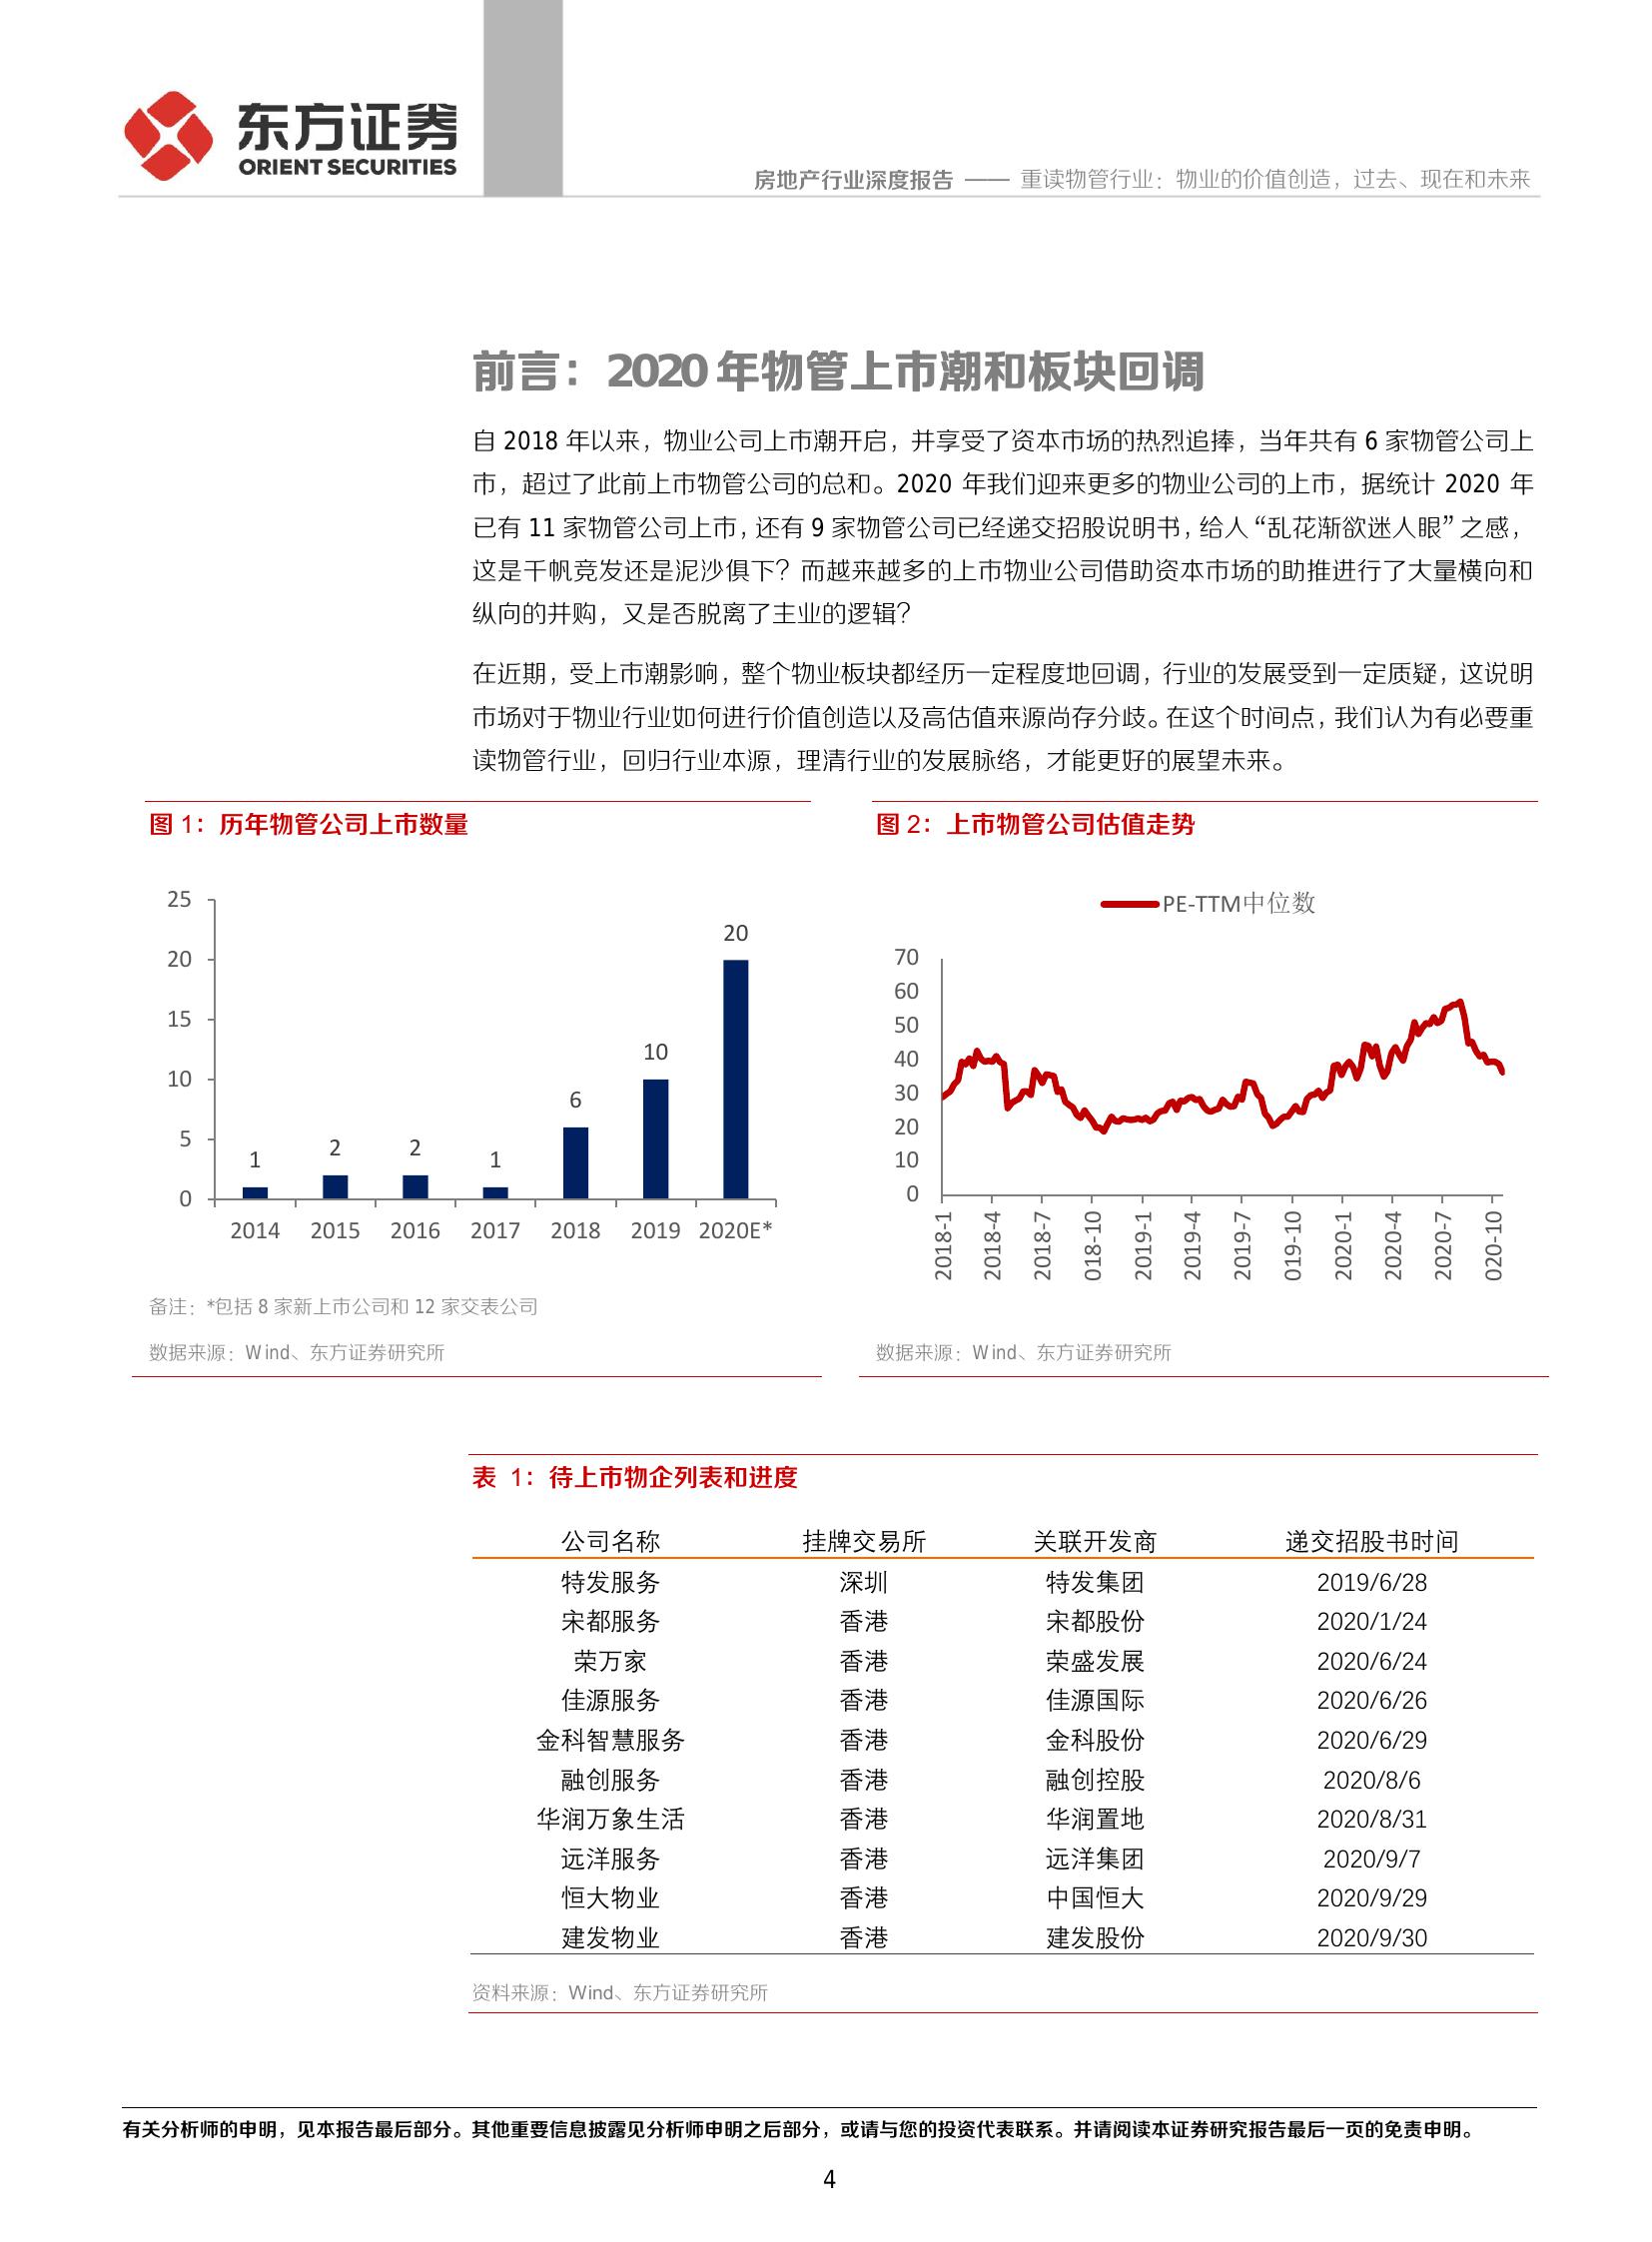 东方证券
ORIENT SECURITIES
房地产行业深度报告 —— 重读物管行业：物业的价值创造，过去、现在和未来
前言：2020 年物管上市潮和板块回调
自 2018 年以来，物业公司上市潮开启，并享受了资本市场的热烈追捧，当年共有 6 家物管公司上
市，超过了此前上市物管公司的总和。2020 年我们迎来更多的物业公司的上市，据统计 2020 年
已有 11 家物管公司上市，还有 9 家物管公司已经递交招股说明书，给人“乱花渐欲迷人眼”之感，
这是千帆竞发还是泥沙俱下？而越来越多的上市物业公司借助资本市场的助推进行了大量横向和
纵向的并购，又是否脱离了主业的逻辑？
在近期，受上市潮影响，整个物业板块都经历一定程度地回调，行业的发展受到一定质疑，这说明
市场对于物业行业如何进行价值创造以及高估值来源尚存分歧。在这个时间点，我们认为有必要重
读物管行业，回归行业本源，理清行业的发展脉络，才能更好的展望未来。
图 1：历年物管公司上市数量
25
20
15
10
5
0
1
2
2
1
6
10
20
2014 2015 2016 2017 2018 2019 2020E*
备注：*包括 8 家新上市公司和 12 家交表公司
数据来源：Wind、东方证券研究所
图 2：上市物管公司估值走势
PE-TTM中位数
70
60
50
40
30
20
10
0
2018-1
2018-4
2018-7
018-10
2019-1
2019-4
2019-7
019-10
2020-1
2020-4
2020-7
020-10
数据来源：Wind、东方证券研究所
表 1：待上市物企列表和进度
公司名称 挂牌交易所 关联开发商 递交招股书时间
特发服务 深圳 特发集团 2019/6/28
宋都服务 香港 宋都股份 2020/1/24
荣万家 香港 荣盛发展 2020/6/24
佳源服务 香港 佳源国际 2020/6/26
金科智慧服务 香港 金科股份 2020/6/29
融创服务 香港 融创控股 2020/8/6
华润万象生活 香港 华润置地 2020/8/31
远洋服务 香港 远洋集团 2020/9/7
恒大物业 香港 中国恒大 2020/9/29
建发物业 香港 建发股份 2020/9/30
资料来源：Wind、东方证券研究所
有关分析师的申明，见本报告最后部分。其他重要信息披露见分析师申明之后部分，或请与您的投资代表联系。并请阅读本证券研究报告最后一页的免责申明。
4